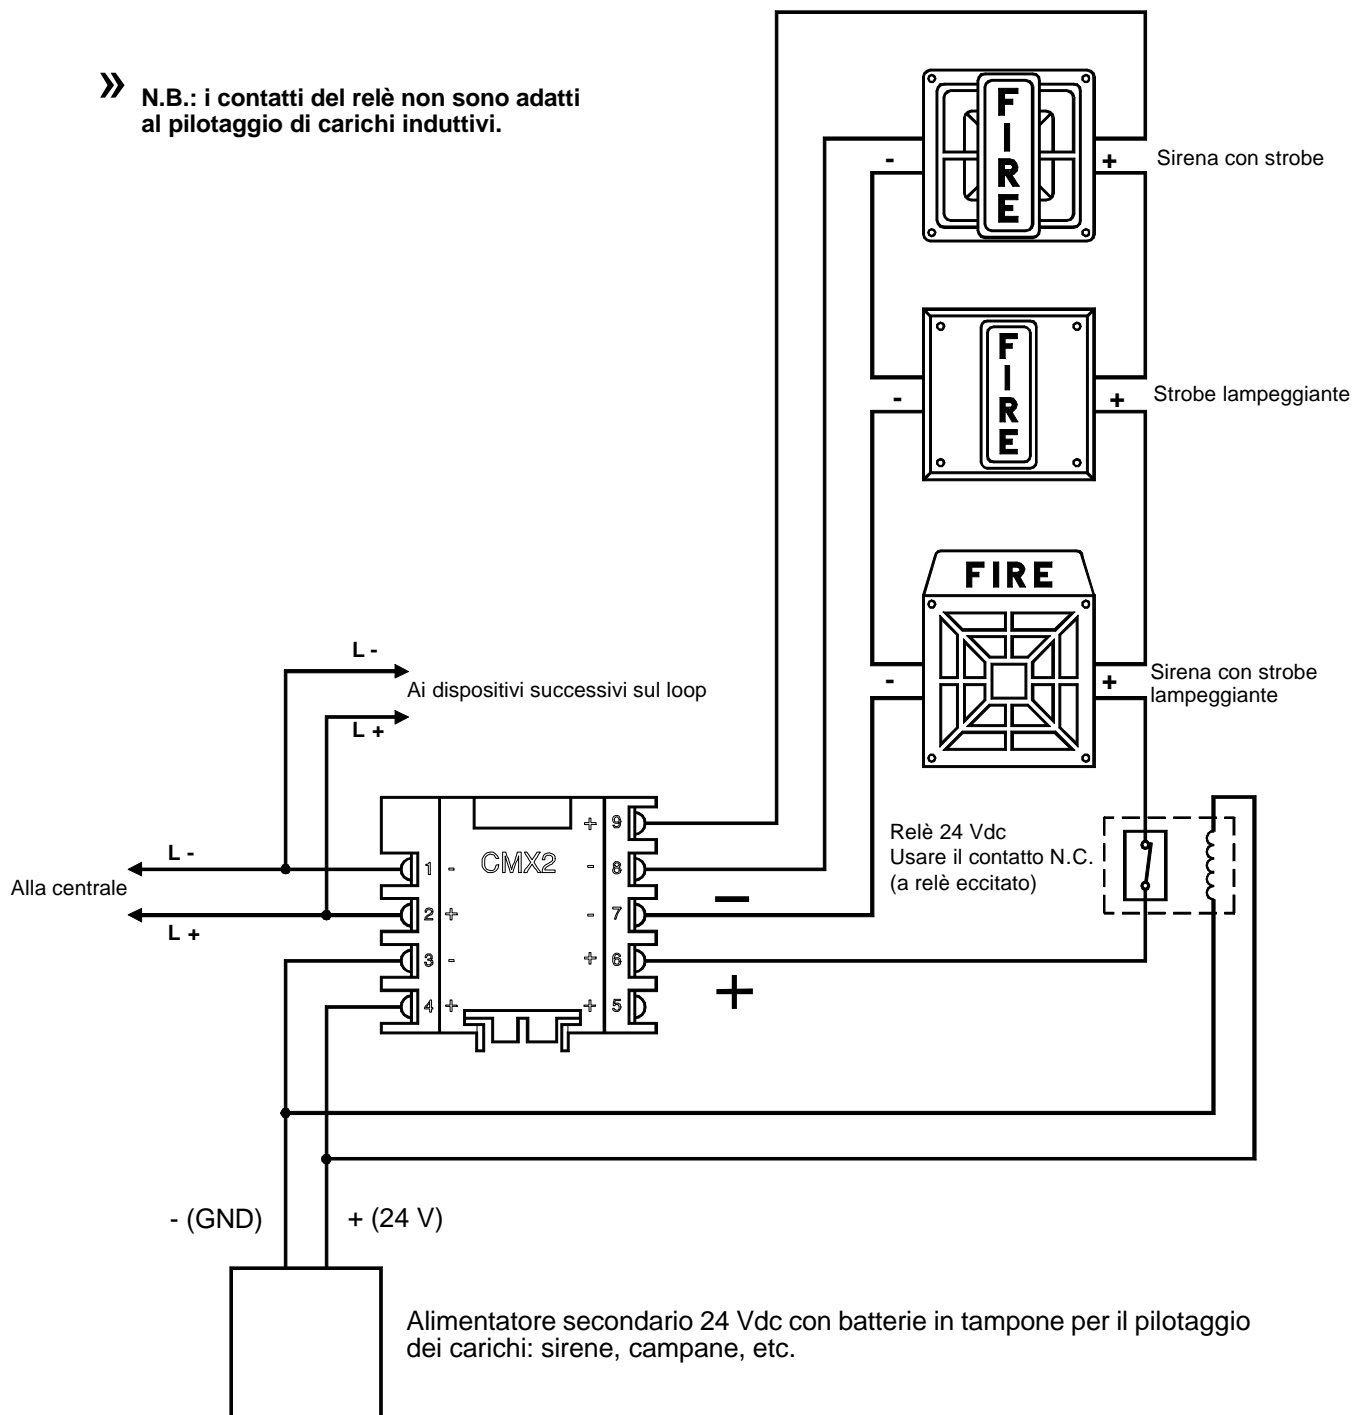 » N.B.: i contatti del relè non sono adatti
al pilotaggio di carichi induttivi.
FIRE
- +
Sirena con strobe
FIRE
- +
Strobe lampeggiante
FIRE
- +
Sirena con strobe
lampeggiante
L -
Ai dispositivi successivi sul loop
L +
Relè 24 Vdc
Usare il contatto N.C.
(a relè eccitato)
Alla centrale
L -
L +
CMX2
+ 9
1 - - 8
2 + - 7
3 - + 6
4 + + 5
-
+
- (GND)
+ (24 V)
Alimentatore secondario 24 Vdc con batterie in tampone per il pilotaggio
dei carichi: sirene, campane, etc.